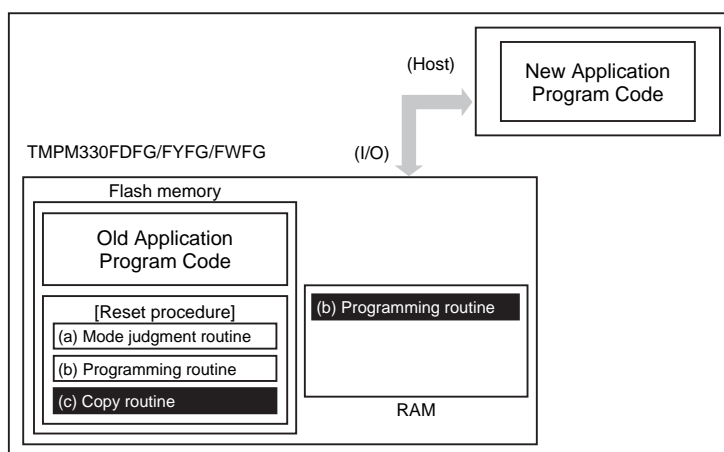 (Host)
New Application
Program Code
TMPM330FDFG/FYFG/FWFG
(I/O)
Flash memory
Old Application
Program Code
[Reset procedure]
(a) Mode judgment routine
(b) Programming routine
(c) Copy routine
(b) Programming routine
RAM